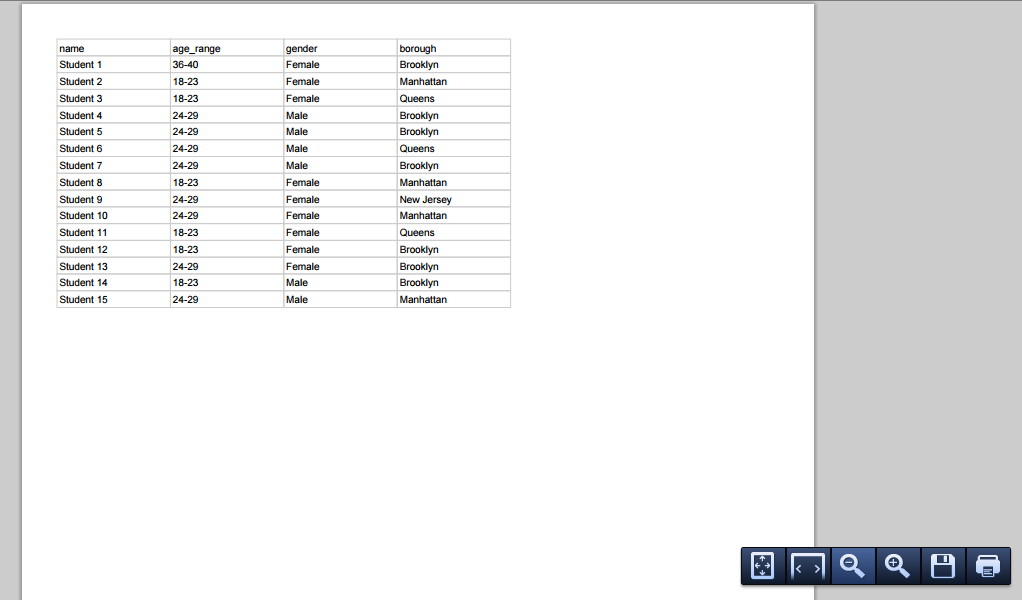 name age_range gender borough
Student 1 36-40 Female Brooklyn
Student 2 18-23 Female Manhattan
Student 3 18-23 Female Queens
Student 4 24-29 Male Brooklyn
Student 5 24-29 Male Brooklyn
Student 6 24-29 Male Queens
Student 7 24-29 Male Brooklyn
Student 8 18-23 Female Manhattan
Student 9 24-29 Female New Jersey
Student 10 24-29 Female Manhattan
Student 11 18-23 Female Queens
Student 12 18-23 Female Brooklyn
Student 13 24-29 Female Brooklyn
Student 14 18-23 Male Brooklyn
Student 15 24-29 Male Manhattan